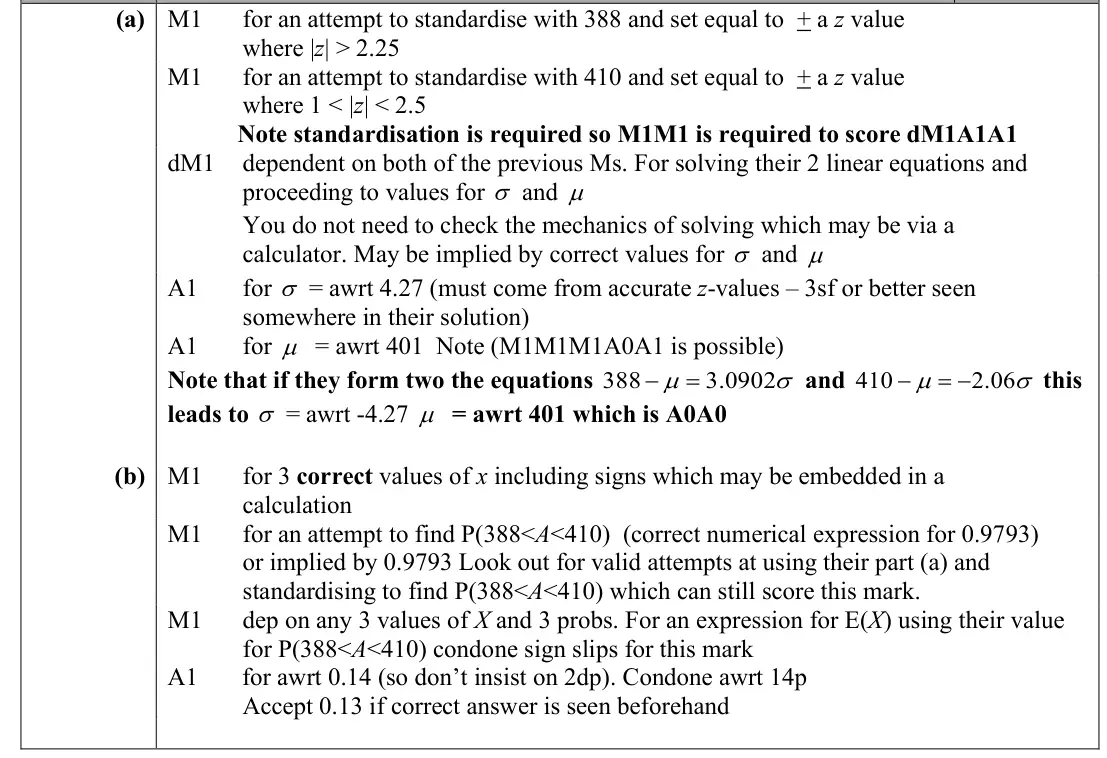 (a) M1 for an attempt to standardise with 388 and set equal to ± a z value
where |z| > 2.25
M1 for an attempt to standardise with 410 and set equal to ± a z value
where 1 < |z| < 2.5
Note standardisation is required so M1M1 is required to score dM1A1A1
dM1 dependent on both of the previous Ms. For solving their 2 linear equations and
proceeding to values for σ and μ
You do not need to check the mechanics of solving which may be via a
calculator. May be implied by correct values for σ and μ
A1 for σ = awrt 4.27 (must come from accurate z-values – 3sf or better seen
somewhere in their solution)
A1 for μ = awrt 401 Note (M1M1M1A0A1 is possible)
Note that if they form two the equations 388 − μ = 3.0902σ and 410 − μ = −2.06σ this
leads to σ = awrt -4.27 μ = awrt 401 which is A0A0
(b) M1 for 3 correct values of x including signs which may be embedded in a
calculation
M1 for an attempt to find P(388<A<410) (correct numerical expression for 0.9793)
or implied by 0.9793 Look out for valid attempts at using their part (a) and
standardising to find P(388<A<410) which can still score this mark.
M1 dep on any 3 values of X and 3 probs. For an expression for E(X) using their value
for P(388<A<410) condone sign slips for this mark
A1 for awrt 0.14 (so don't insist on 2dp). Condone awrt 14p
Accept 0.13 if correct answer is seen beforehand